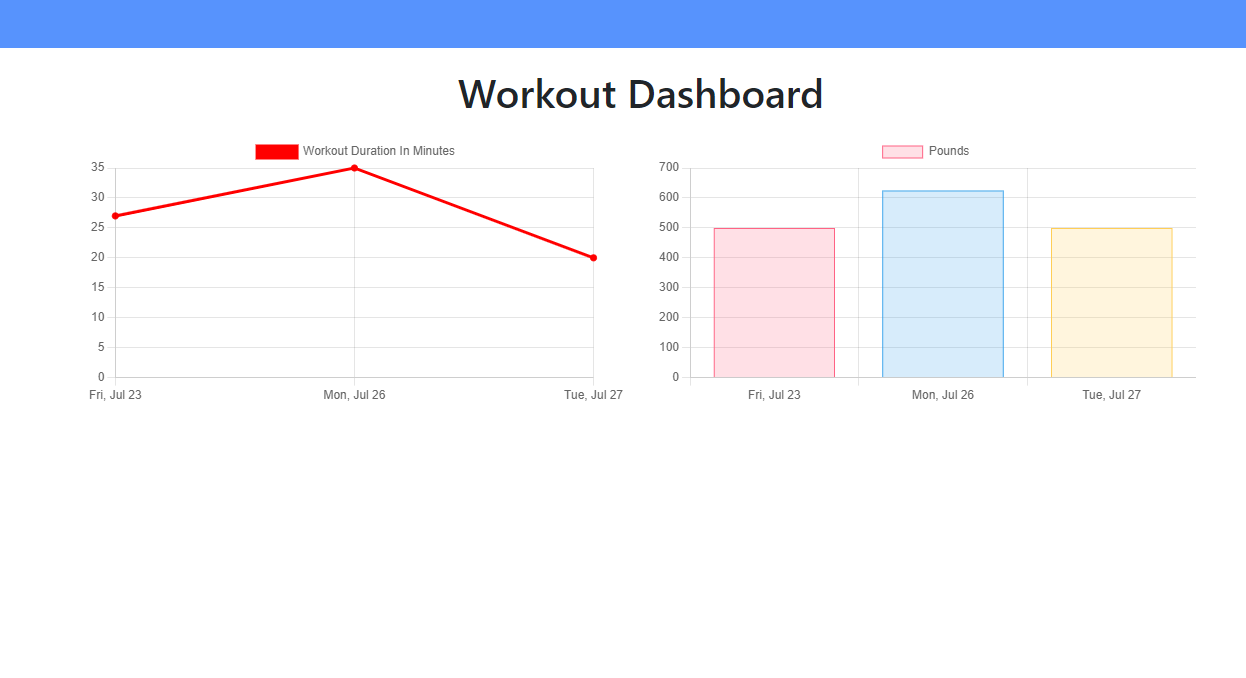 Workout Dashboard
Workout Duration In Minutes
35
30
25
20
15
10
5
0
Fri, Jul 23
Mon, Jul 26
Tue, Jul 27
Pounds
700
600
500
400
300
200
100
0
Fri, Jul 23
Mon, Jul 26
Tue, Jul 27